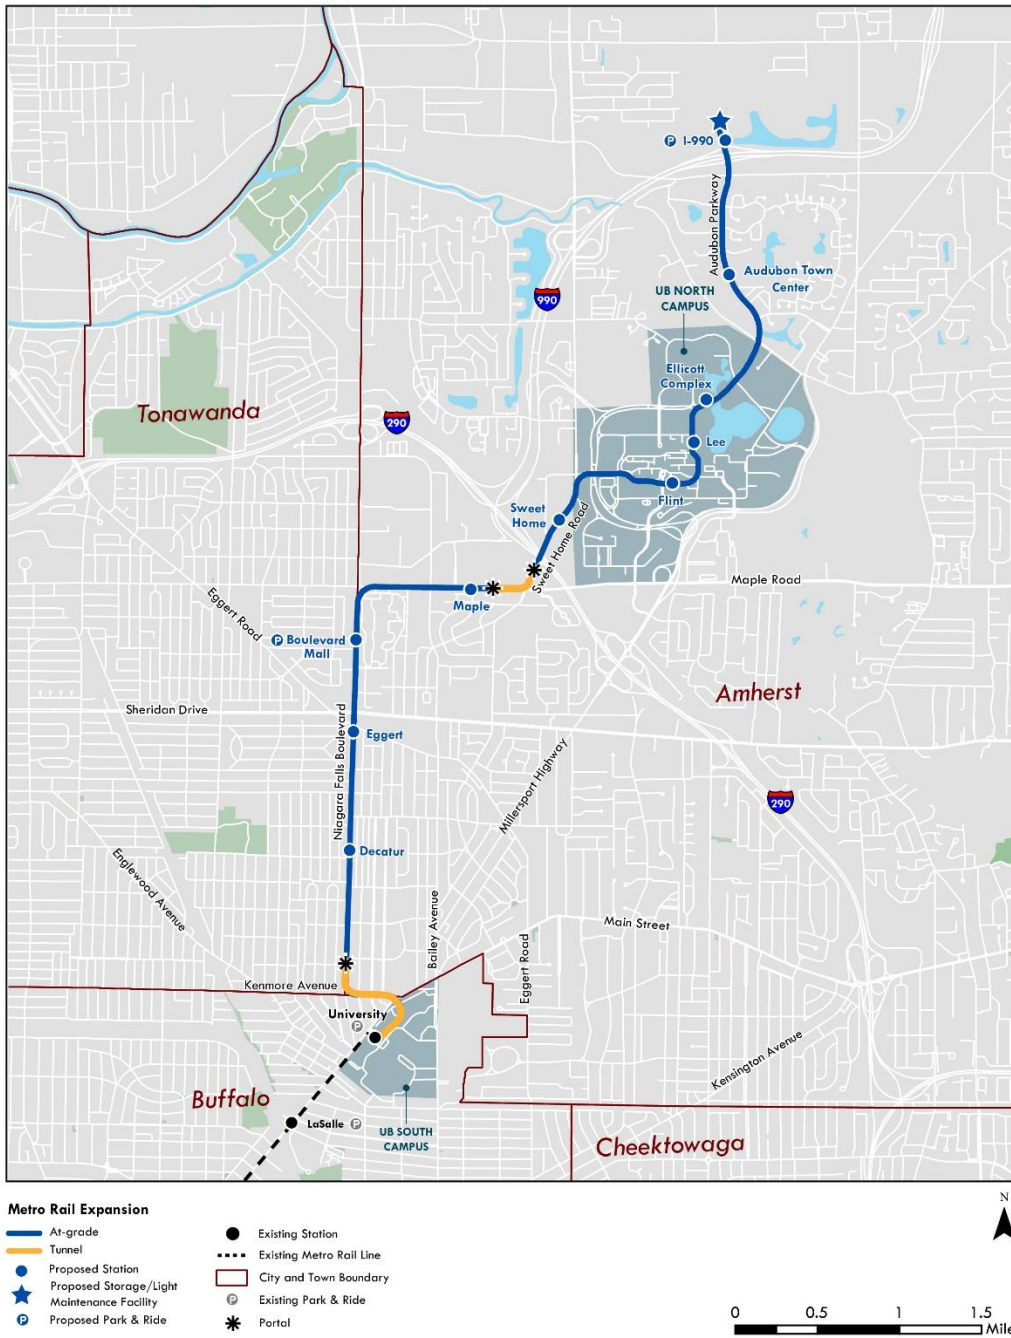 P I-990
Audubon Parkway
Audubon Town
Center
UB NORTH
CAMPUS
990
Ellicott
Complex
Tonawanda
290
Lee
Flint
Sweet
Home
Sweet Home Road
Maple Road
Maple
Eggert Road
P Boulevard
Mall
Amherst
Sheridan Drive
Niagara Falls Boulevard
Eggert
Millersport Highway
290
Decatur
Englewood Avenue
Bailey Avenue
Main Street
Eggert Road
Kenmore Avenue
University
P
Kensington Avenue
Buffalo
LaSalle P
UB SOUTH
CAMPUS
Cheektowaga
Metro Rail Expansion
At-grade
Tunnel
Proposed Station
Proposed Storage/Light
Maintenance Facility
P Proposed Park & Ride
Existing Station
Existing Metro Rail Line
City and Town Boundary
P Existing Park & Ride
Portal
N
0 0.5 1 1.5
Mile